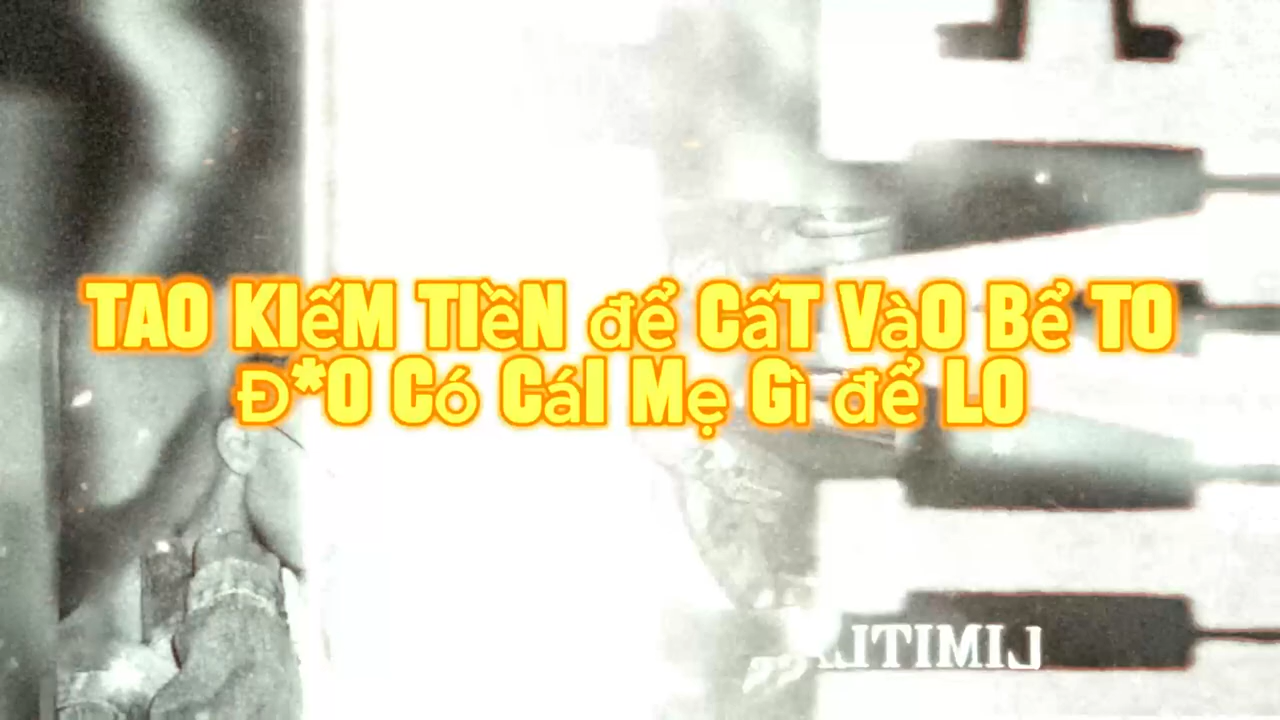 TAO KIếM TIềN để CấT VàO Bể TO
Đ*O Có CáI Mẹ Gì để LO